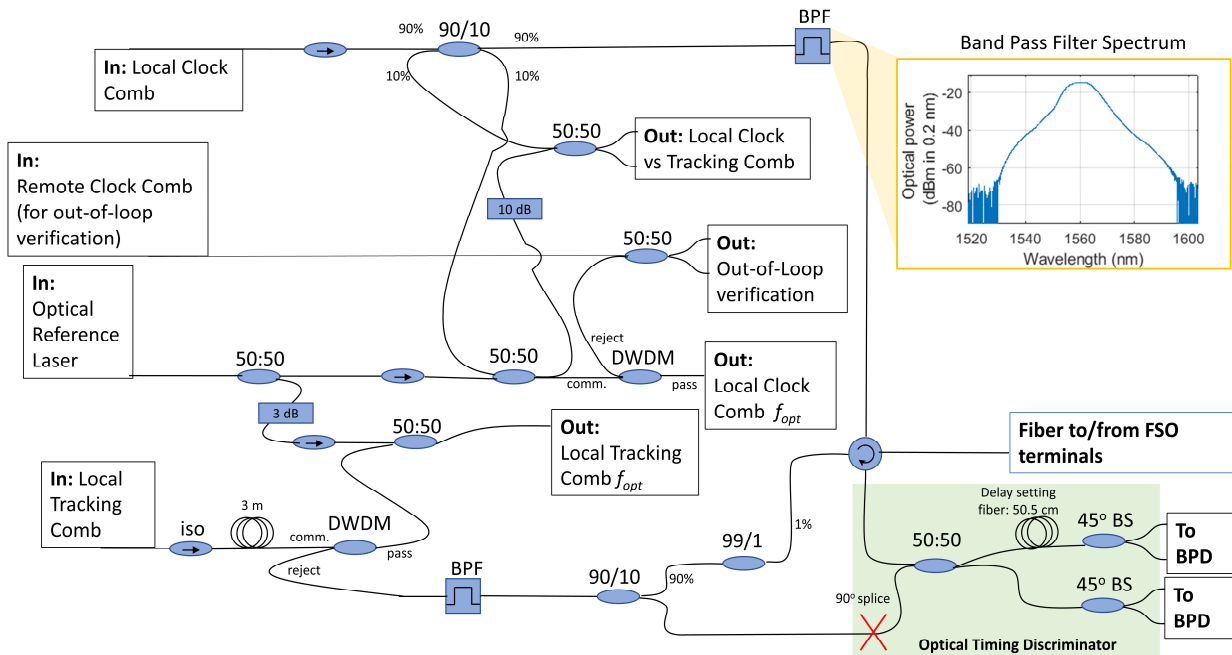 BPF
90/10
90%
90%
Band Pass Filter Spectrum
In: Local Clock
Comb
10%
10%
-20
-40
-60
-80
Optical power
(dBm in 0.2 nm)
1520
1540
1560
1580
1600
Wavelength (nm)
50:50
Out: Local Clock
vs Tracking Comb
In:
Remote Clock Comb
(for out-of-loop
verification)
10 dB
50:50
Out:
Out-of-Loop
verification
In:
Optical
Reference
Laser
reject
50:50
50:50
DWDM
comm.
pass
Out:
Local Clock
Comb fopt
3 dB
50:50
Out:
Local Tracking
Comb fopt
Fiber to/from FSO
terminals
In: Local
Tracking
Comb
3 m
iso
comm.
DWDM
pass
reject
1%
Delay setting
fiber: 50.5 cm
45o BS
To
BPD
50:50
99/1
BPF
90/10
90%
45o BS
To
BPD
90o splice
Optical Timing Discriminator